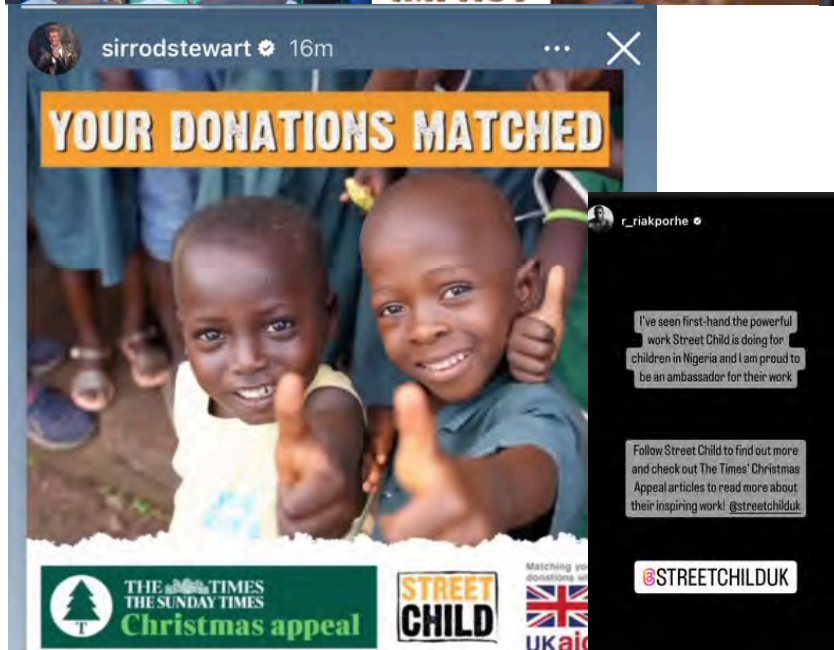 sirrodstewart 16m
YOUR DONATIONS MATCHED
THE TIMES
THE SUNDAY TIMES
Christmas appeal
T
STREET
CHILD
Matching
donations
UKaid
r_riakporhe
I've seen first-hand the powerful
work Street Child is doing for
children in Nigeria and I am proud to
be an ambassador for their work
Follow Street Child to find out more
and check out The Times' Christmas
Appeal articles to read more about
their inspiring work! @streetchilduk
@STREETCHILDUK